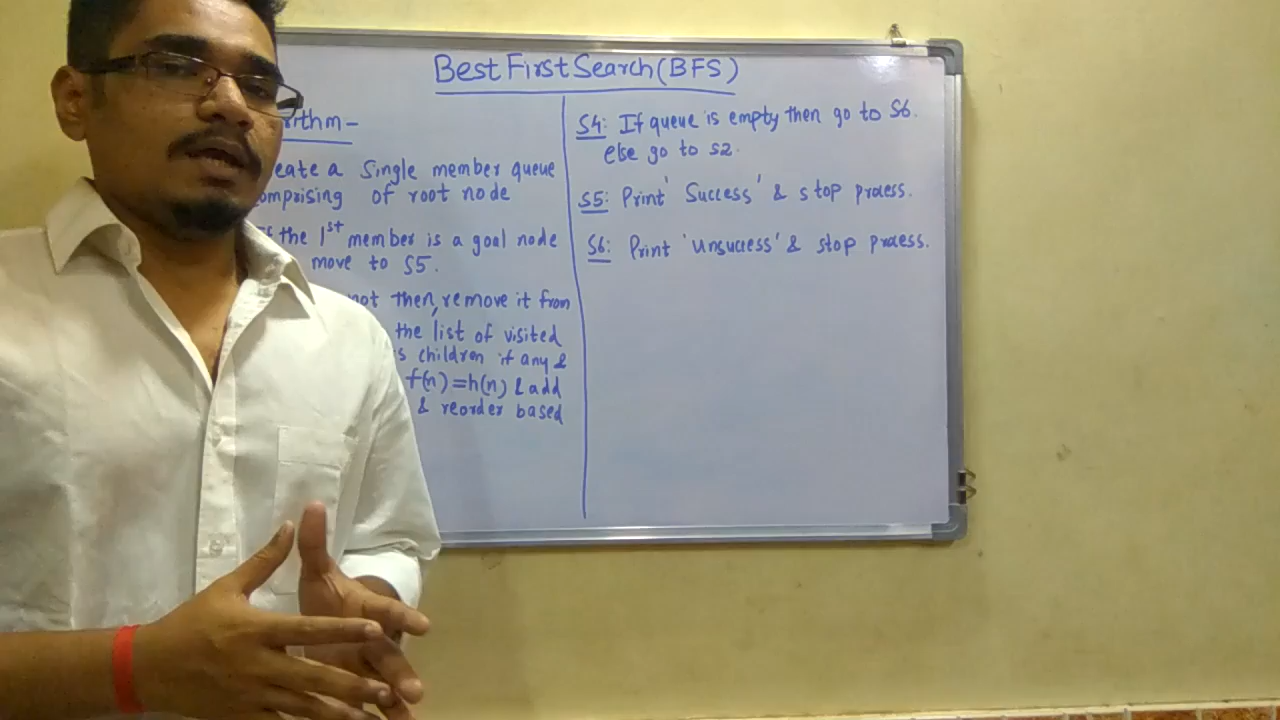 Best First Search (BFS)
Create a Single member queue
comprising of root node
the 1st member is a goal node
move to S5.
not then, remove it from
the list of visited
children if any &
f(n) = h(n) & add
& reorder based
S4: If queue is empty then go to S6.
else go to S2.
S5: Print 'Success' & stop process.
S6: Print 'unsuccess' & stop process.